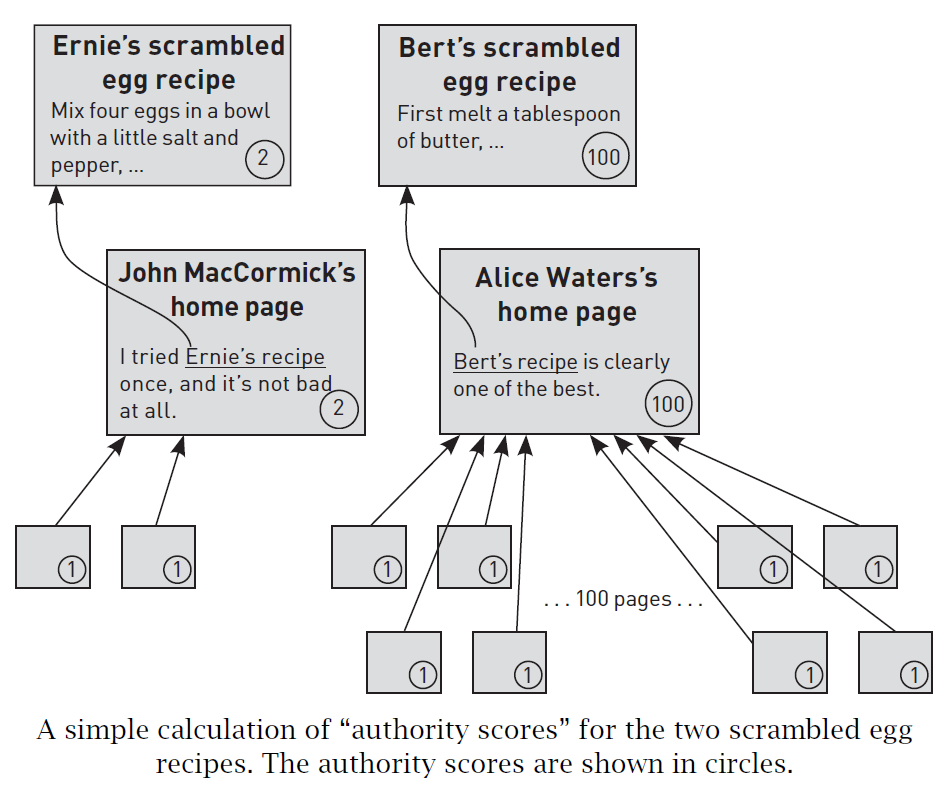 Ernie's scrambled
egg recipe
Mix four eggs in a bowl
with a little salt and
pepper, ...
2
Bert's scrambled
egg recipe
First melt a tablespoon
of butter, ...
100
John MacCormick's
home page
I tried Ernie's recipe
once, and it's not bad
at all.
2
Alice Waters's
home page
Bert's recipe is clearly
one of the best.
100
1
1
1
1
1
1
. . . 100 pages . . .
1
1
1
1
A simple calculation of “authority scores” for the two scrambled egg
recipes. The authority scores are shown in circles.